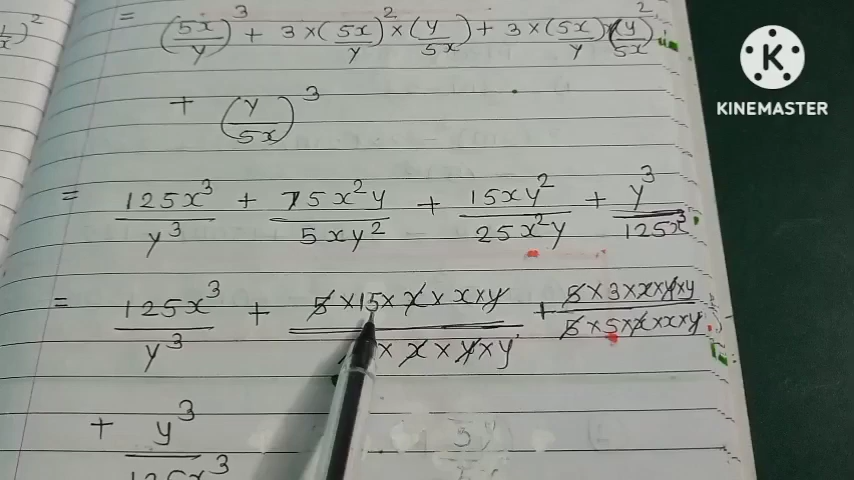 = (5x/y)³ + 3 × (5x/y)² × (y/5x) + 3 × (5x/y) × (y/5x)²
+ (y/5x)³
= 125x³/y³ + 75x²y/5xy² + 15xy²/25x²y + y³/125x³
= 125x³/y³ + 5×15×x×x×y/ ×x×y×y + 5×3×x×y×y/5×5×x×x×y
+ y³/125x³
K
KINEMASTER